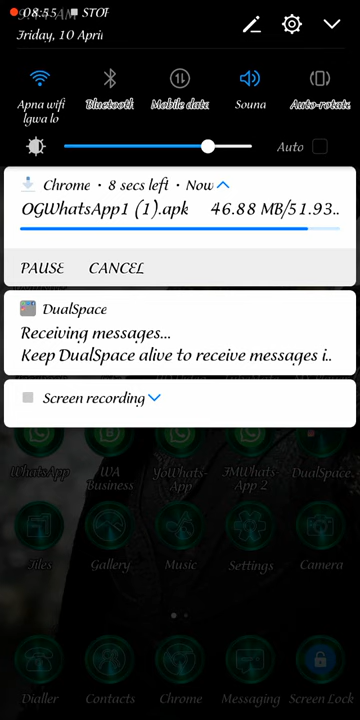 08:55 STOP
Friday, 10 April
Apna wifi lgwa lo
Bluetooth
Mobile data
Sound
Auto-rotate
Auto
Chrome • 8 secs left • Now
OGWhatsApp1 (1).apk 46.88 MB/51.93..
PAUSE CANCEL
DualSpace
Receiving messages...
Keep DualSpace alive to receive messages i..
Screen recording
WhatsApp
WA Business
YoWhats-App
FMWhats-App 2
DualSpace..
Files
Gallery
Music
Settings
Camera
Dialler
Contacts
Chrome
Messaging
Screen Lock